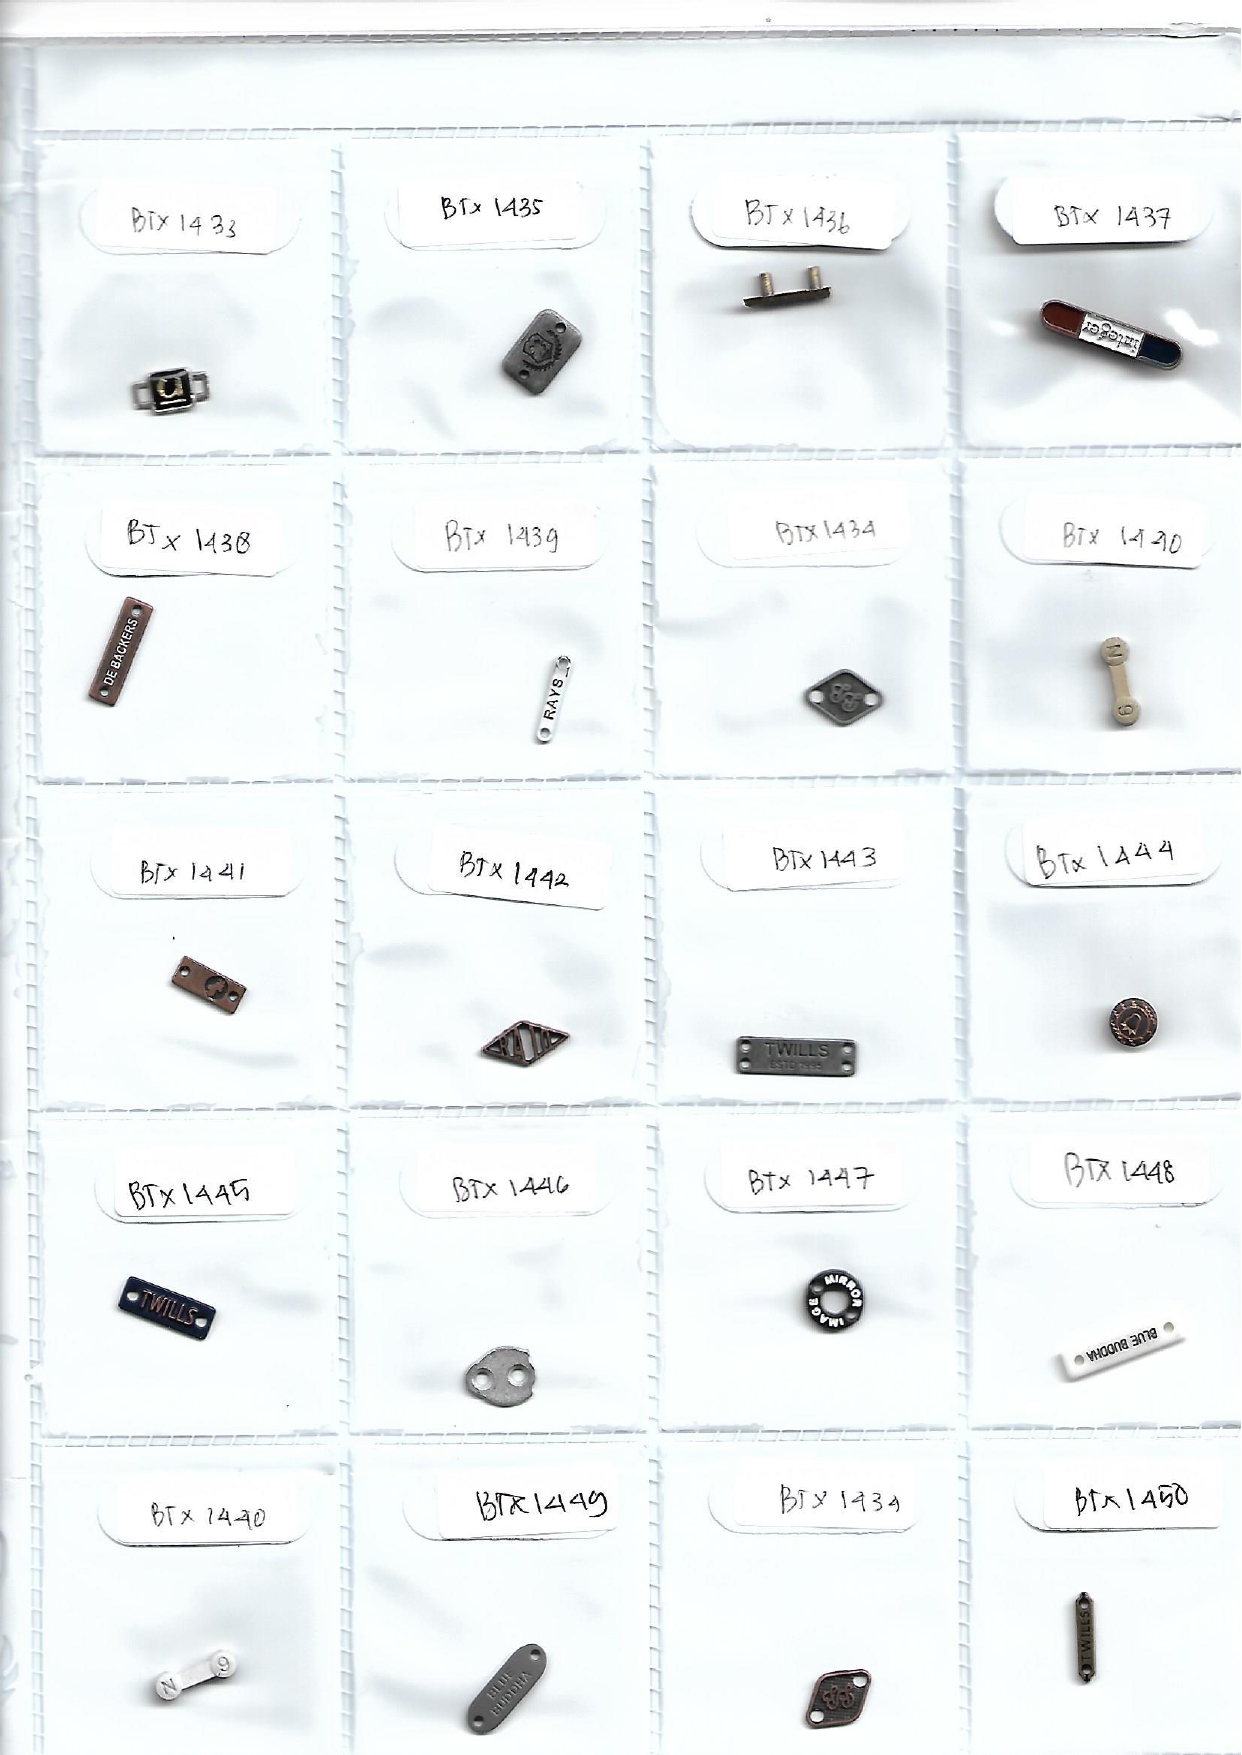 BTx 1433
BTx 1435
BTx 1436
BTx 1437
integer
BTx 1438
DE BACKERS
BTx 1439
RAYS
BTx 1434
BTx 1440
N
9
BTx 1441
BTx 1442
RAIN
BTx 1443
TWILLS
BTx 1444
BTx 1445
TWILLS
BTx 1446
BTx 1447
MIRROR
IMAGE
BTx 1448
BLUE BUDDHA
BTx 1440
N 9
BTx 1449
BLUE
BUDDHA
BTx 1434
BTx 1450
TWILLS